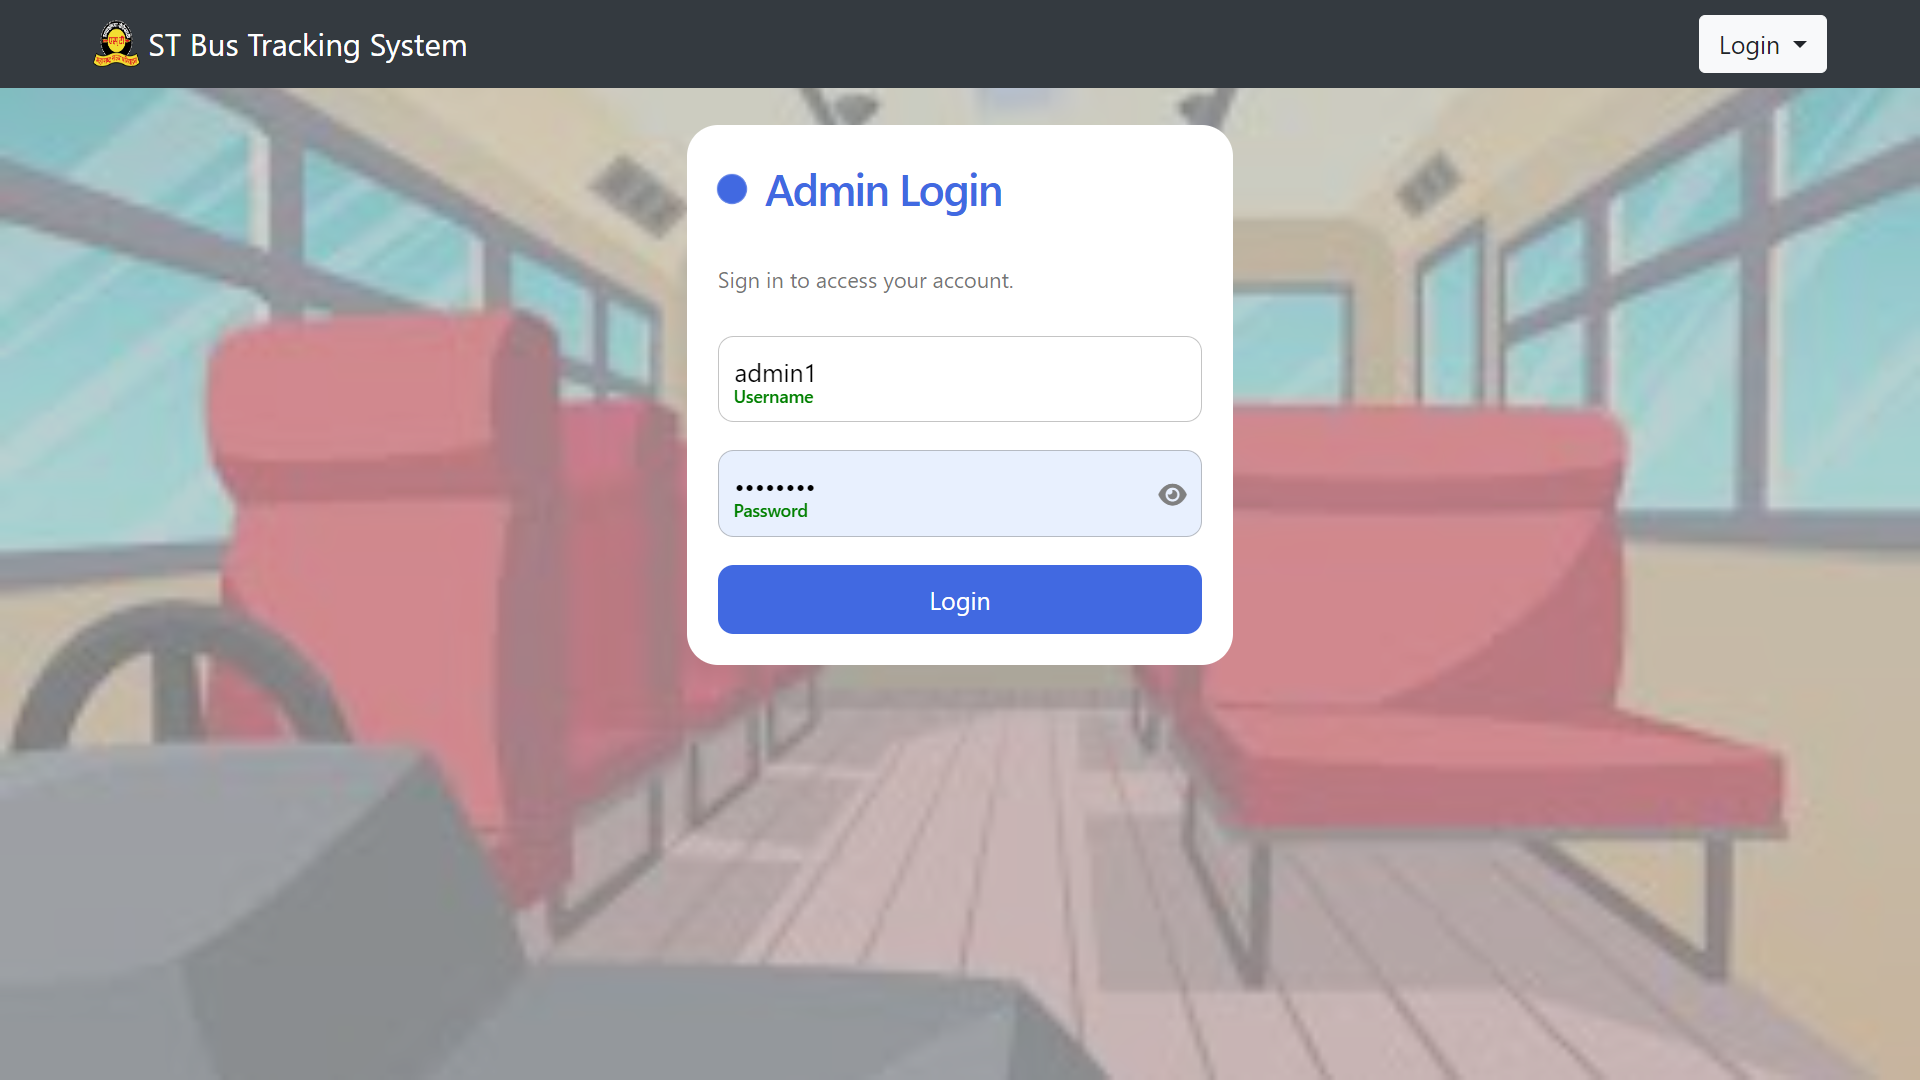 ST Bus Tracking System
Login
Admin Login
Sign in to access your account.
admin1
Username
••••••••
Password
Login